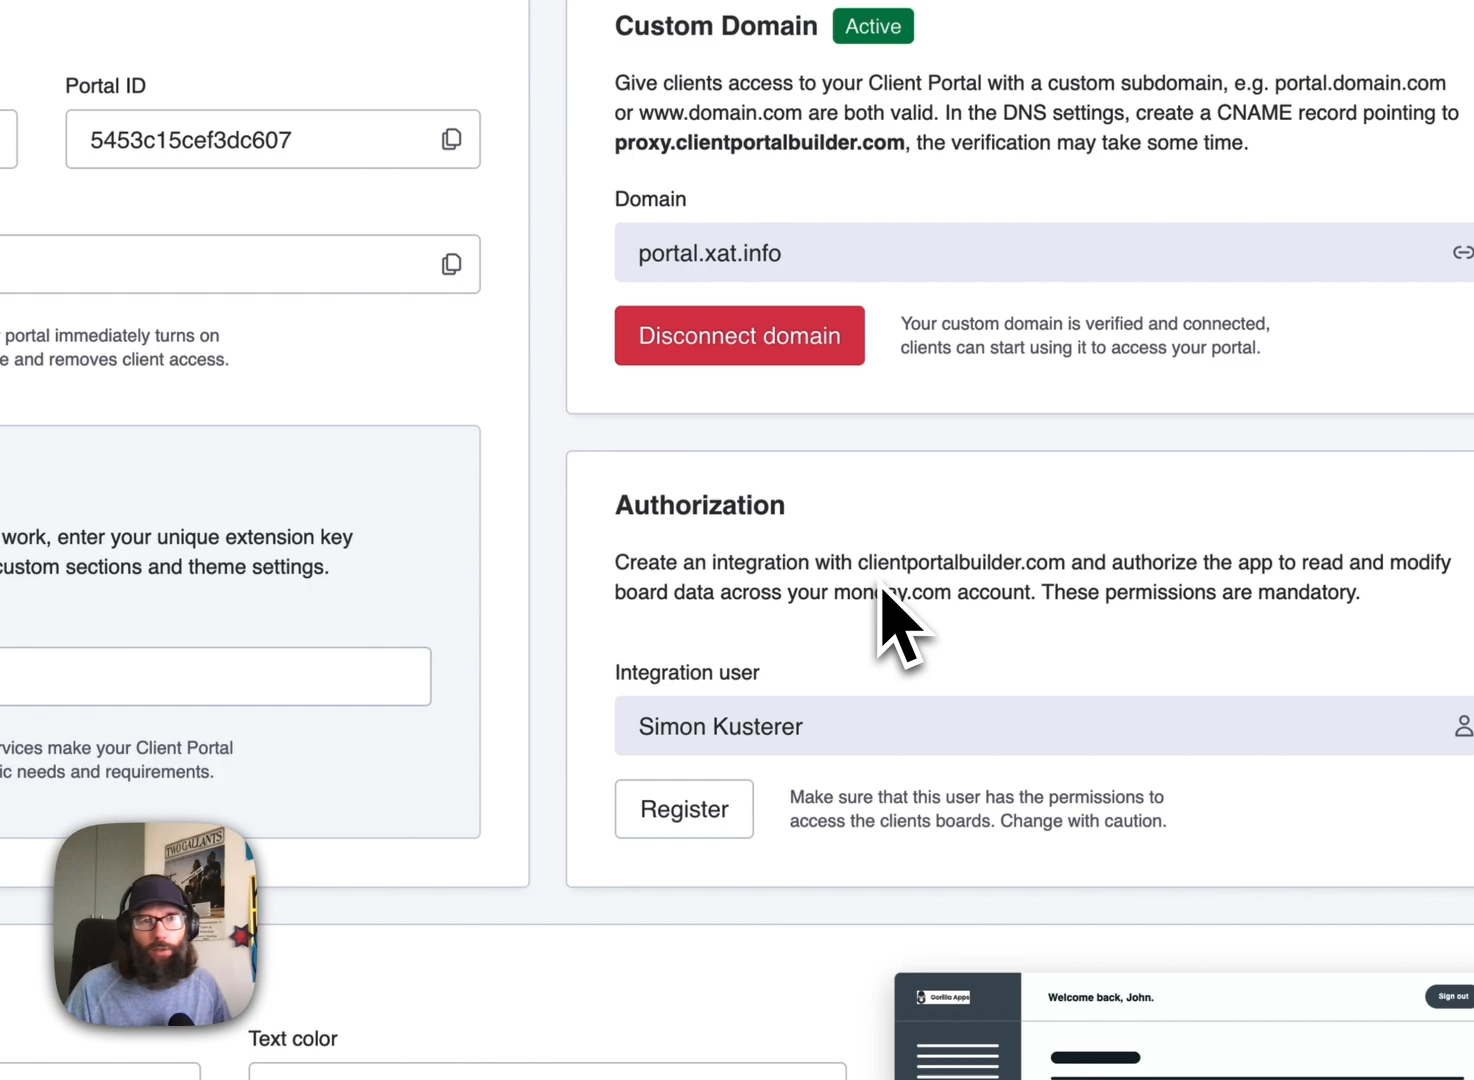 Portal ID
5453c15cef3dc607
portal immediately turns on
e and removes client access.
work, enter your unique extension key
custom sections and theme settings.
rvices make your Client Portal
ic needs and requirements.
Custom Domain
Active
Give clients access to your Client Portal with a custom subdomain, e.g. portal.domain.com
or www.domain.com are both valid. In the DNS settings, create a CNAME record pointing to
proxy.clientportalbuilder.com, the verification may take some time.
Domain
portal.xat.info
Disconnect domain
Your custom domain is verified and connected,
clients can start using it to access your portal.
Authorization
Create an integration with clientportalbuilder.com and authorize the app to read and modify
board data across your monday.com account. These permissions are mandatory.
Integration user
Simon Kusterer
Register
Make sure that this user has the permissions to
access the clients boards. Change with caution.
TWO GALLANTS
Text color
Gorilla Apps
Welcome back, John.
Sign out